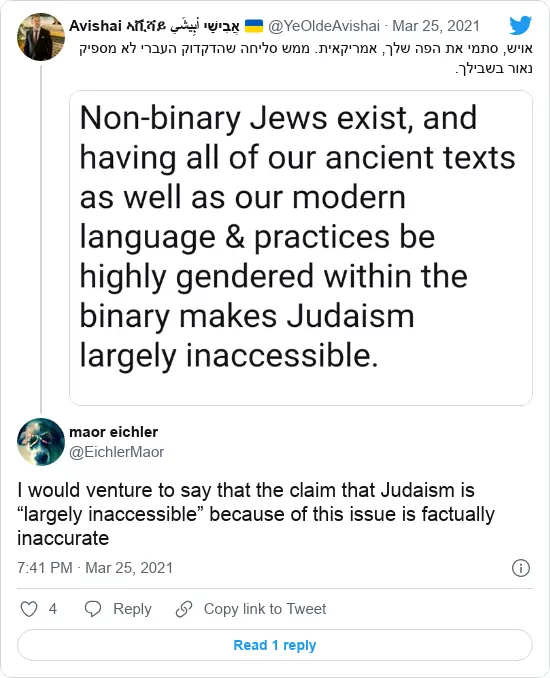 Avishai አቪሻይ אֲבִישַׁי أَبِيشَي 🇺🇦 @YeOldeAvishai · Mar 25, 2021
אויש, סתמי את הפה שלך, אמריקאית. ממש סליחה שהדקדוק העברי לא מספיק
נאור בשבילך.
Non-binary Jews exist, and
having all of our ancient texts
as well as our modern
language & practices be
highly gendered within the
binary makes Judaism
largely inaccessible.
maor eichler
@EichlerMaor
I would venture to say that the claim that Judaism is
“largely inaccessible” because of this issue is factually
inaccurate
7:41 PM · Mar 25, 2021
4 Reply Copy link to Tweet
Read 1 reply